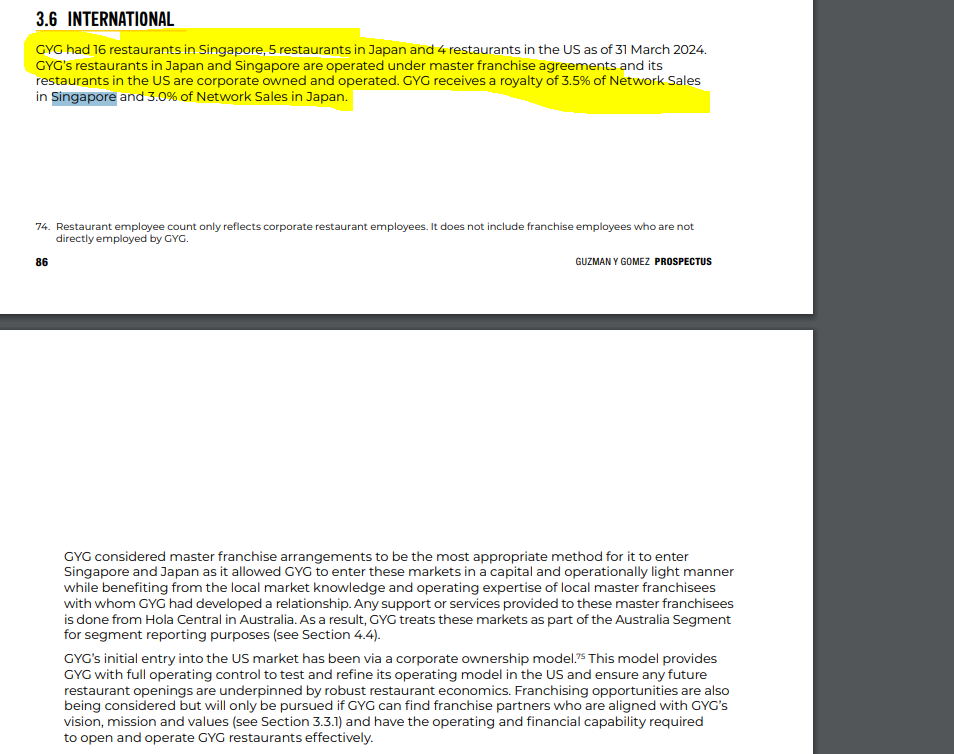 3.6 INTERNATIONAL
GYG had 16 restaurants in Singapore, 5 restaurants in Japan and 4 restaurants in the US as of 31 March 2024.
GYG's restaurants in Japan and Singapore are operated under master franchise agreements and its
restaurants in the US are corporate owned and operated. GYG receives a royalty of 3.5% of Network Sales
in Singapore and 3.0% of Network Sales in Japan.
74. Restaurant employee count only reflects corporate restaurant employees. It does not include franchise employees who are not
directly employed by GYG.
86 GUZMAN Y GOMEZ PROSPECTUS
GYG considered master franchise arrangements to be the most appropriate method for it to enter
Singapore and Japan as it allowed GYG to enter these markets in a capital and operationally light manner
while benefiting from the local market knowledge and operating expertise of local master franchisees
with whom GYG had developed a relationship. Any support or services provided to these master franchisees
is done from Hola Central in Australia. As a result, GYG treats these markets as part of the Australia Segment
for segment reporting purposes (see Section 4.4).
GYG's initial entry into the US market has been via a corporate ownership model.75 This model provides
GYG with full operating control to test and refine its operating model in the US and ensure any future
restaurant openings are underpinned by robust restaurant economics. Franchising opportunities are also
being considered but will only be pursued if GYG can find franchise partners who are aligned with GYG's
vision, mission and values (see Section 3.3.1) and have the operating and financial capability required
to open and operate GYG restaurants effectively.